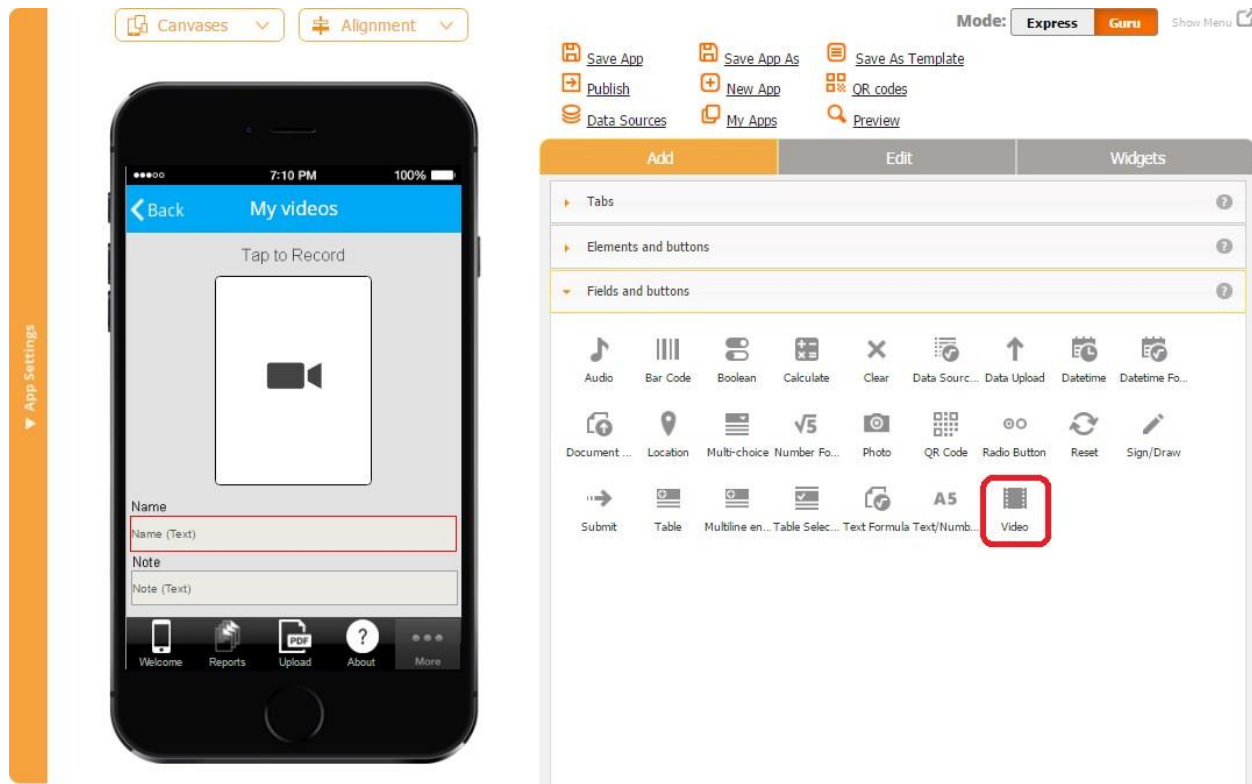 Canvases
Alignment
Mode: Express Guru Show Menu
Save App Save App As Save As Template
Publish New App QR codes
Data Sources My Apps Preview
App Settings
7:10 PM 100%
Back My videos
Tap to Record
Name
Name (Text)
Note
Note (Text)
PDF ?
Welcome Reports Upload About More
Add Edit Widgets
Tabs ?
Elements and buttons ?
Fields and buttons ?
Audio Bar Code Boolean Calculate Clear Data Sourc... Data Upload Datetime Datetime Fo...
√5
Document ... Location Multi-choice Number Fo... Photo QR Code Radio Button Reset Sign/Draw
A5
Submit Table Multiline en... Table Selec... Text Formula Text/Numb... Video